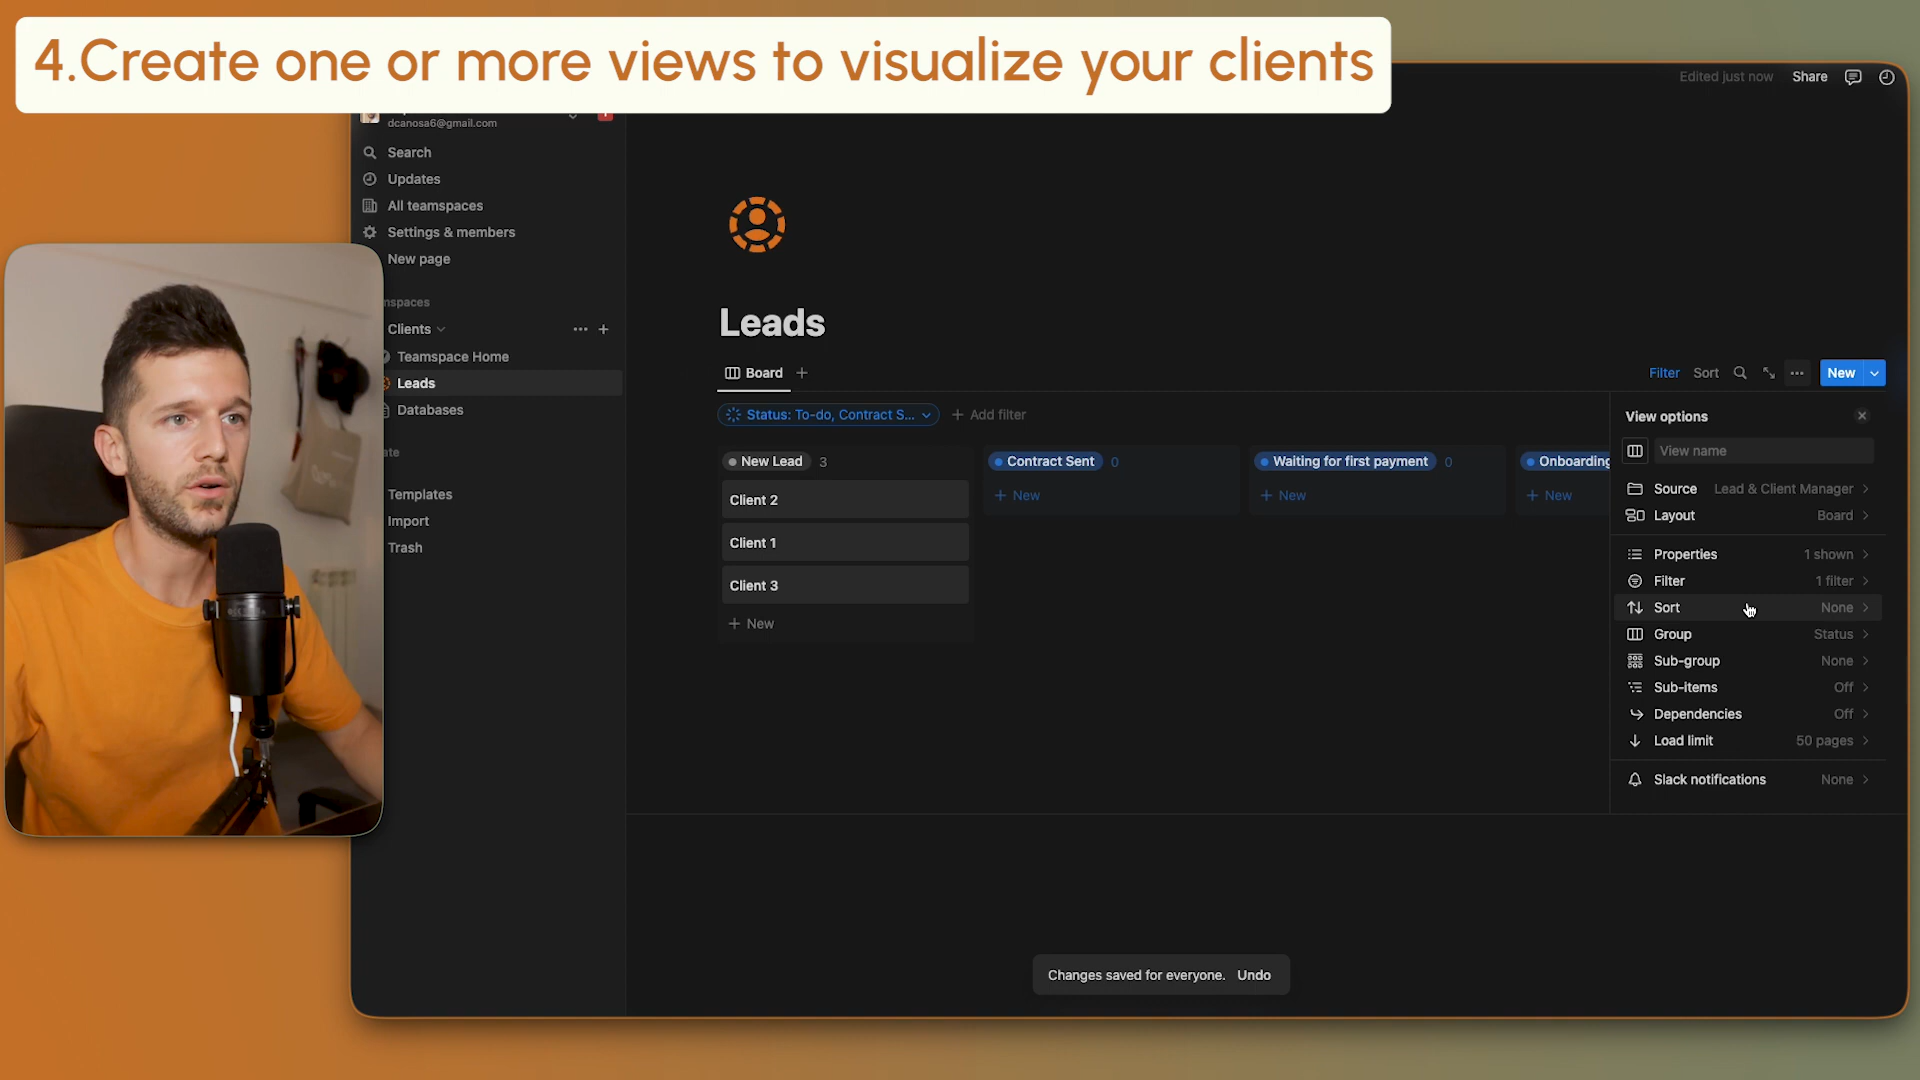 4.Create one or more views to visualize your clients
Edited just now
Share
dcanosa6@gmail.com
Search
Updates
All teamspaces
Settings & members
New page
Clients
Teamspace Home
Leads
Databases
Templates
Import
Trash
Leads
Board
Filter
Sort
New
Status: To-do, Contract S...
Add filter
New Lead 3
Client 2
Client 1
Client 3
New
Contract Sent 0
New
Waiting for first payment 0
New
Onboarding
New
View options
View name
Source Lead & Client Manager
Layout Board
Properties 1 shown
Filter 1 filter
Sort None
Group Status
Sub-group None
Sub-items Off
Dependencies Off
Load limit 50 pages
Slack notifications None
Changes saved for everyone. Undo